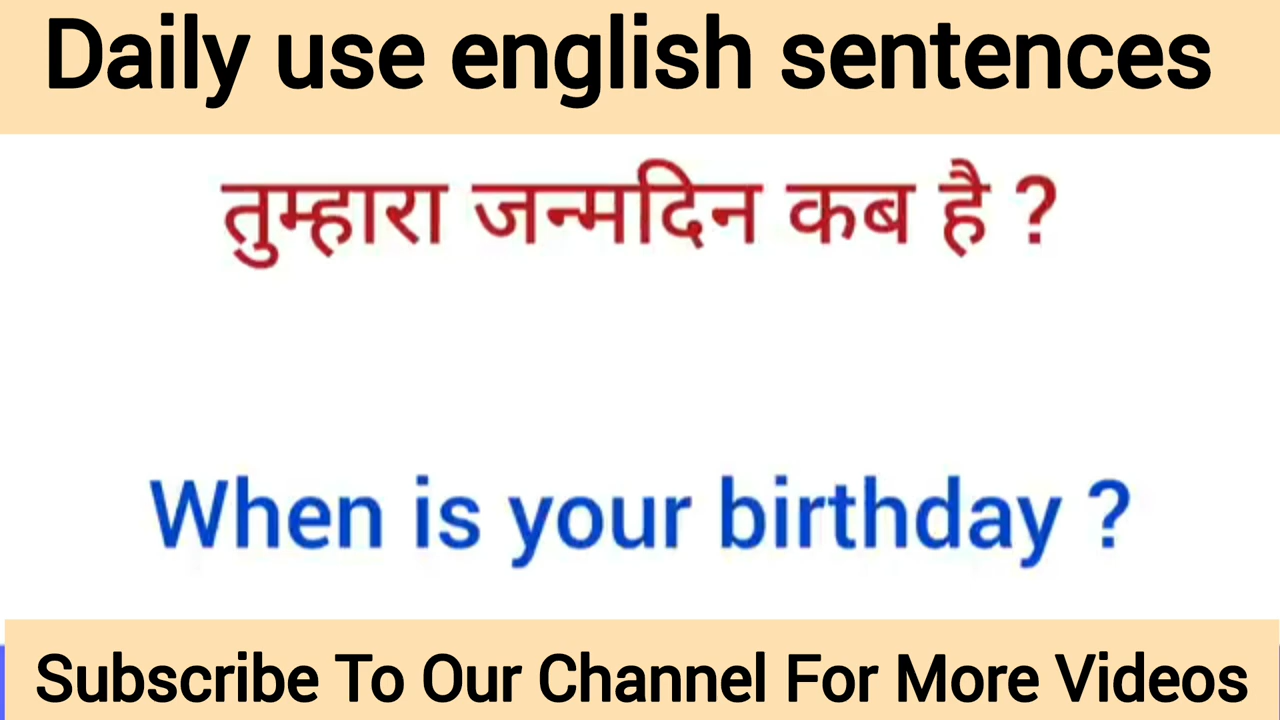 Daily use english sentences
तुम्हारा जन्मदिन कब है ?
When is your birthday ?
Subscribe To Our Channel For More Videos